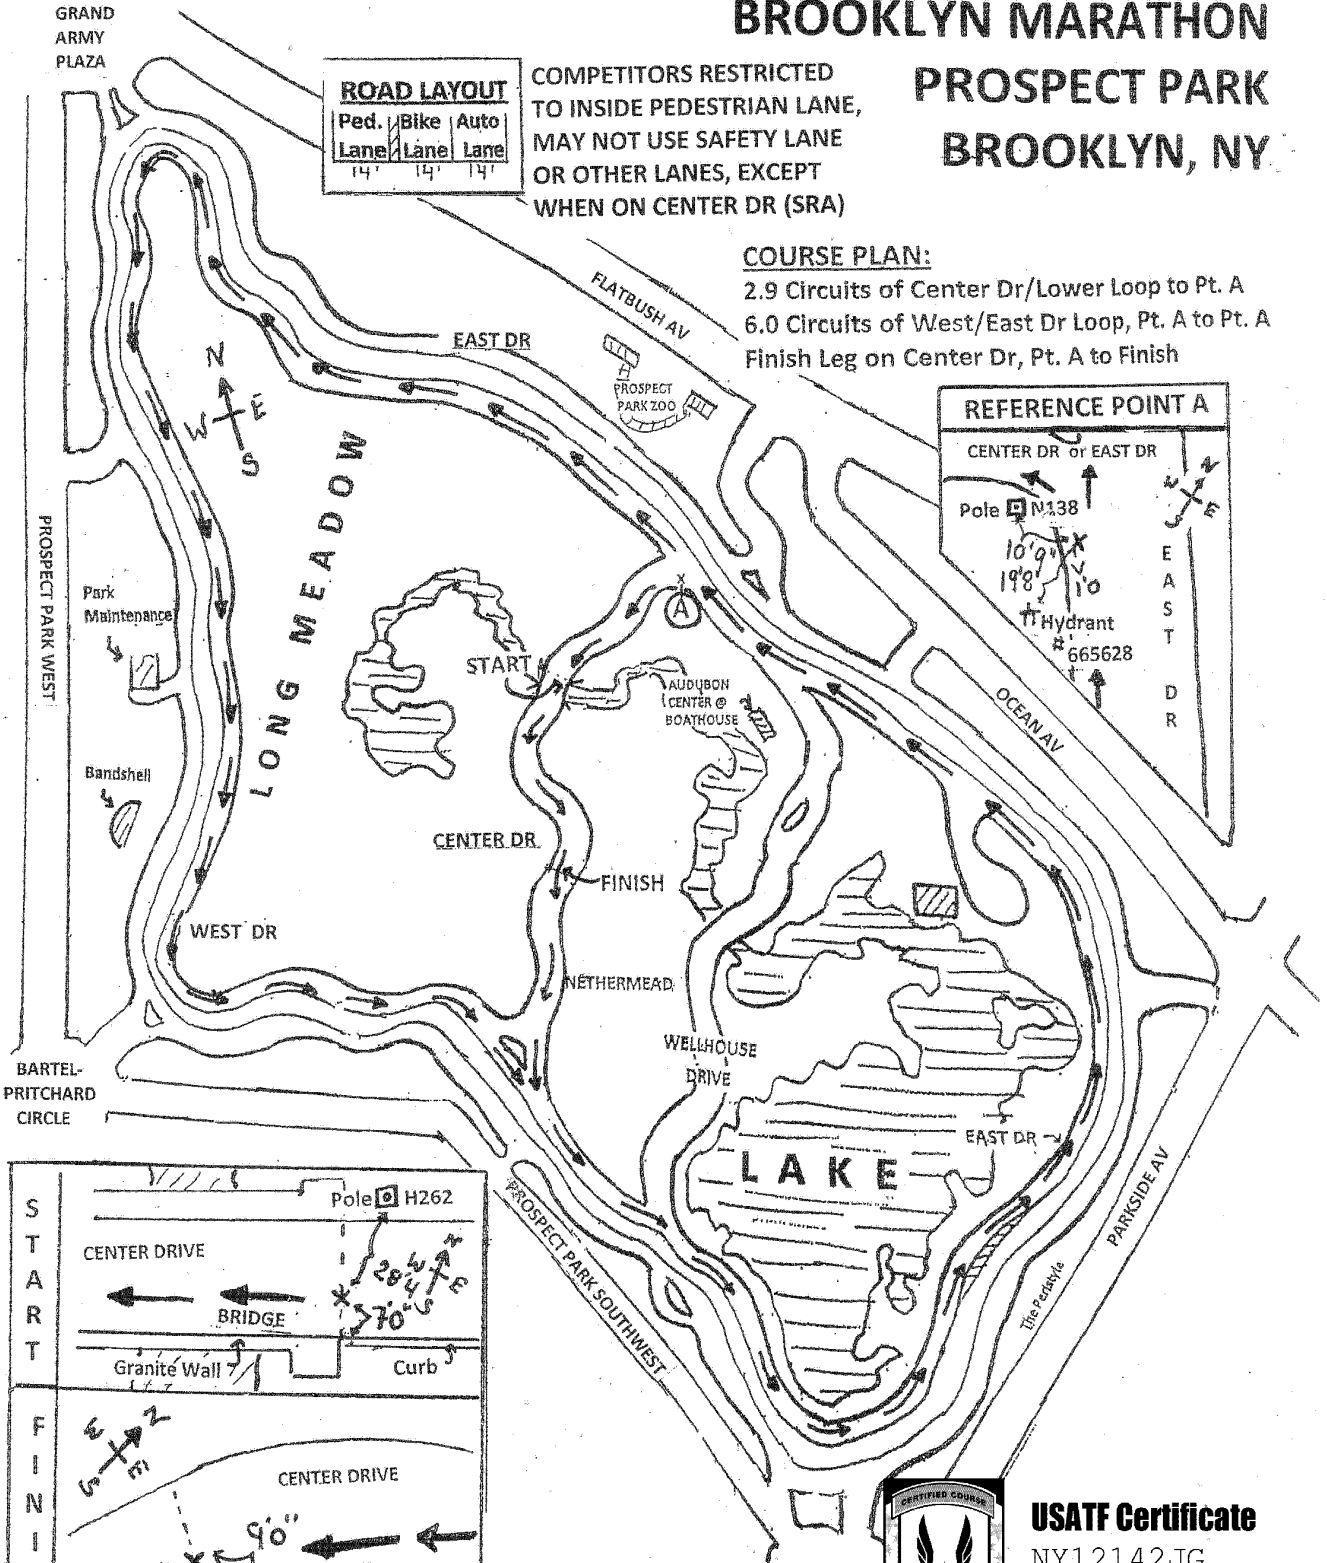 GRAND
ARMY
PLAZA
BROOKLYN MARATHON
PROSPECT PARK
BROOKLYN, NY
ROAD LAYOUT
Ped. Bike Auto
Lane Lane Lane
14' 14' 14'
COMPETITORS RESTRICTED
TO INSIDE PEDESTRIAN LANE,
MAY NOT USE SAFETY LANE
OR OTHER LANES, EXCEPT
WHEN ON CENTER DR (SRA)
COURSE PLAN:
2.9 Circuits of Center Dr/Lower Loop to Pt. A
6.0 Circuits of West/East Dr Loop, Pt. A to Pt. A
Finish Leg on Center Dr, Pt. A to Finish
FLATBUSH AV
EAST DR
PROSPECT
PARK ZOO
N
W E
S
REFERENCE POINT A
CENTER DR or EAST DR
Pole N138
10'9"
19'8"
1'0
Hydrant
# 665628
N
W E
S
EAST DR
LONG MEADOW
PROSPECT PARK WEST
Park
Maintenance
Bandshell
X
A
START
AUDUBON
CENTER @
BOATHOUSE
OCEAN AV
CENTER DR
FINISH
WEST DR
NETHERMEAD
WELLHOUSE
DRIVE
BARTEL-
PRITCHARD
CIRCLE
EAST DR
LAKE
PARKSIDE AV
PROSPECT PARK SOUTHWEST
The Peristyle
START
Pole H262
CENTER DRIVE
28'4
7'0"
N
W E
S
BRIDGE
Granite Wall
Curb
FINI
W N
S E
CENTER DRIVE
9'0"
CERTIFIED COURSE
USATF Certificate
NY12142JG